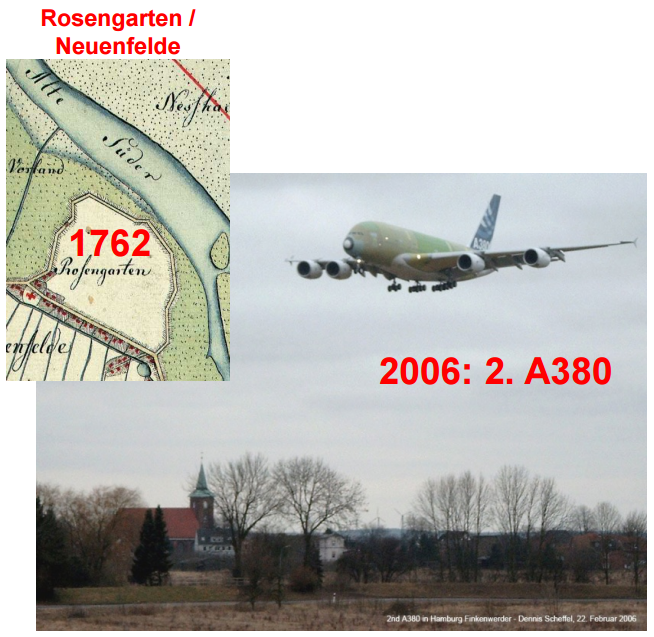 Rosengarten /
Neuenfelde
Alte
Süder
Vorland
1762
Rosengarten
enfelde
A380
2006: 2. A380
2nd A380 in Hamburg Finkenwerder - Dennis Scheffel, 22. Februar 2006